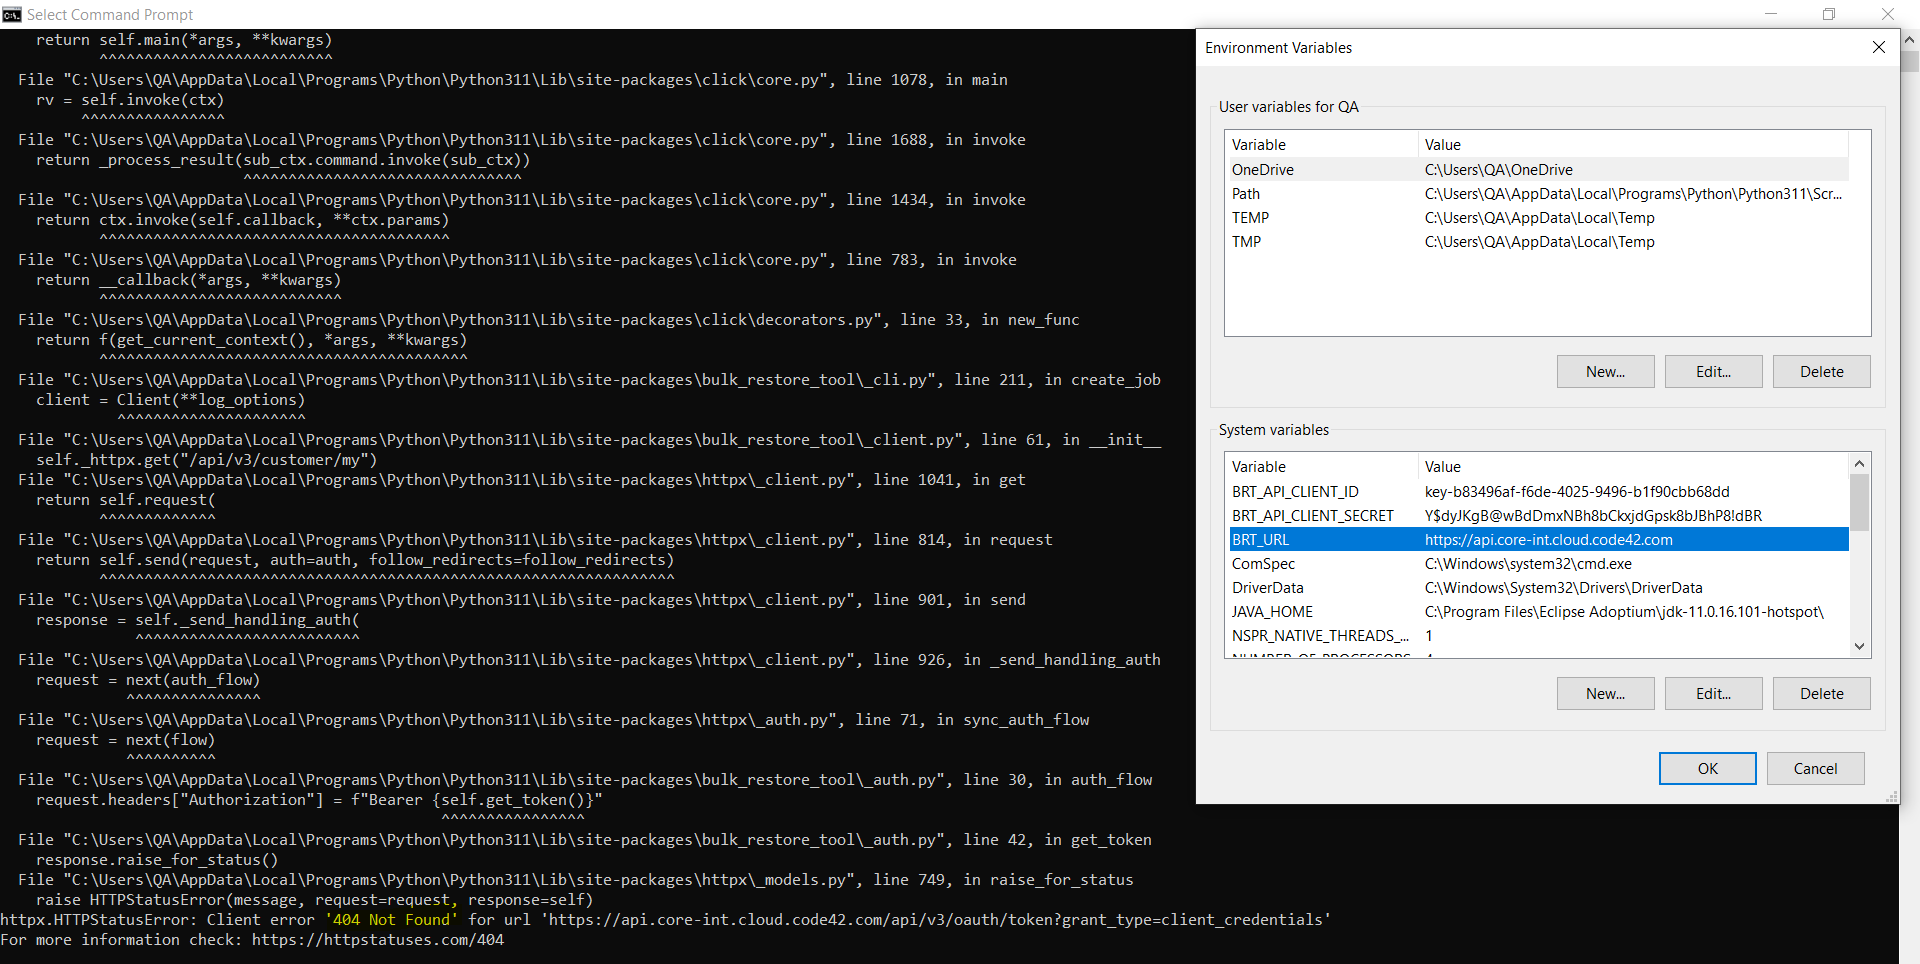 Select Command Prompt
return self.main(*args, **kwargs)
^^^^^^^^^^^^^^^^^^^^^^^^^^
File "C:\Users\QA\AppData\Local\Programs\Python\Python311\Lib\site-packages\click\core.py", line 1078, in main
rv = self.invoke(ctx)
^^^^^^^^^^^^^^^^
File "C:\Users\QA\AppData\Local\Programs\Python\Python311\Lib\site-packages\click\core.py", line 1688, in invoke
return _process_result(sub_ctx.command.invoke(sub_ctx))
^^^^^^^^^^^^^^^^^^^^^^^^^^^^^^^
File "C:\Users\QA\AppData\Local\Programs\Python\Python311\Lib\site-packages\click\core.py", line 1434, in invoke
return ctx.invoke(self.callback, **ctx.params)
^^^^^^^^^^^^^^^^^^^^^^^^^^^^^^^^^^^^^^^
File "C:\Users\QA\AppData\Local\Programs\Python\Python311\Lib\site-packages\click\core.py", line 783, in invoke
return __callback(*args, **kwargs)
^^^^^^^^^^^^^^^^^^^^^^^^^^^
File "C:\Users\QA\AppData\Local\Programs\Python\Python311\Lib\site-packages\click\decorators.py", line 33, in new_func
return f(get_current_context(), *args, **kwargs)
^^^^^^^^^^^^^^^^^^^^^^^^^^^^^^^^^^^^^^^^^
File "C:\Users\QA\AppData\Local\Programs\Python\Python311\Lib\site-packages\bulk_restore_tool\_cli.py", line 211, in create_job
client = Client(**log_options)
^^^^^^^^^^^^^^^^^^^^^
File "C:\Users\QA\AppData\Local\Programs\Python\Python311\Lib\site-packages\bulk_restore_tool\_client.py", line 61, in __init__
self._httpx.get("/api/v3/customer/my")
File "C:\Users\QA\AppData\Local\Programs\Python\Python311\Lib\site-packages\httpx\_client.py", line 1041, in get
return self.request(
^^^^^^^^^^^^^
File "C:\Users\QA\AppData\Local\Programs\Python\Python311\Lib\site-packages\httpx\_client.py", line 814, in request
return self.send(request, auth=auth, follow_redirects=follow_redirects)
^^^^^^^^^^^^^^^^^^^^^^^^^^^^^^^^^^^^^^^^^^^^^^^^^^^^^^^^^^^^^^^^
File "C:\Users\QA\AppData\Local\Programs\Python\Python311\Lib\site-packages\httpx\_client.py", line 901, in send
response = self._send_handling_auth(
^^^^^^^^^^^^^^^^^^^^^^^^^
File "C:\Users\QA\AppData\Local\Programs\Python\Python311\Lib\site-packages\httpx\_client.py", line 926, in _send_handling_auth
request = next(auth_flow)
^^^^^^^^^^^^^^^
File "C:\Users\QA\AppData\Local\Programs\Python\Python311\Lib\site-packages\httpx\_auth.py", line 71, in sync_auth_flow
request = next(flow)
^^^^^^^^^^
File "C:\Users\QA\AppData\Local\Programs\Python\Python311\Lib\site-packages\bulk_restore_tool\_auth.py", line 30, in auth_flow
request.headers["Authorization"] = f"Bearer {self.get_token()}"
^^^^^^^^^^^^^^^^
File "C:\Users\QA\AppData\Local\Programs\Python\Python311\Lib\site-packages\bulk_restore_tool\_auth.py", line 42, in get_token
response.raise_for_status()
File "C:\Users\QA\AppData\Local\Programs\Python\Python311\Lib\site-packages\httpx\_models.py", line 749, in raise_for_status
raise HTTPStatusError(message, request=request, response=self)
httpx.HTTPStatusError: Client error '404 Not Found' for url 'https://api.core-int.cloud.code42.com/api/v3/oauth/token?grant_type=client_credentials'
For more information check: https://httpstatuses.com/404
Environment Variables
User variables for QA
Variable Value
OneDrive C:\Users\QA\OneDrive
Path C:\Users\QA\AppData\Local\Programs\Python\Python311\Scr...
TEMP C:\Users\QA\AppData\Local\Temp
TMP C:\Users\QA\AppData\Local\Temp
New... Edit... Delete
System variables
Variable Value
BRT_API_CLIENT_ID key-b83496af-f6de-4025-9496-b1f90cbb68dd
BRT_API_CLIENT_SECRET Y$dyJKgB@wBdDmxNBh8bCkxjdGpsk8bJBhP8!dBR
BRT_URL https://api.core-int.cloud.code42.com
ComSpec C:\Windows\system32\cmd.exe
DriverData C:\Windows\System32\Drivers\DriverData
JAVA_HOME C:\Program Files\Eclipse Adoptium\jdk-11.0.16.101-hotspot\
NSPR_NATIVE_THREADS_... 1
NUMBER_OF_PROCESSORS 4
New... Edit... Delete
OK Cancel